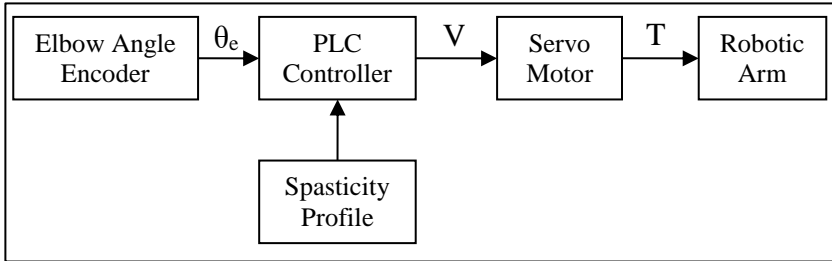 Elbow Angle
Encoder
θe
PLC
Controller
V
Servo
Motor
T
Robotic
Arm
Spasticity
Profile